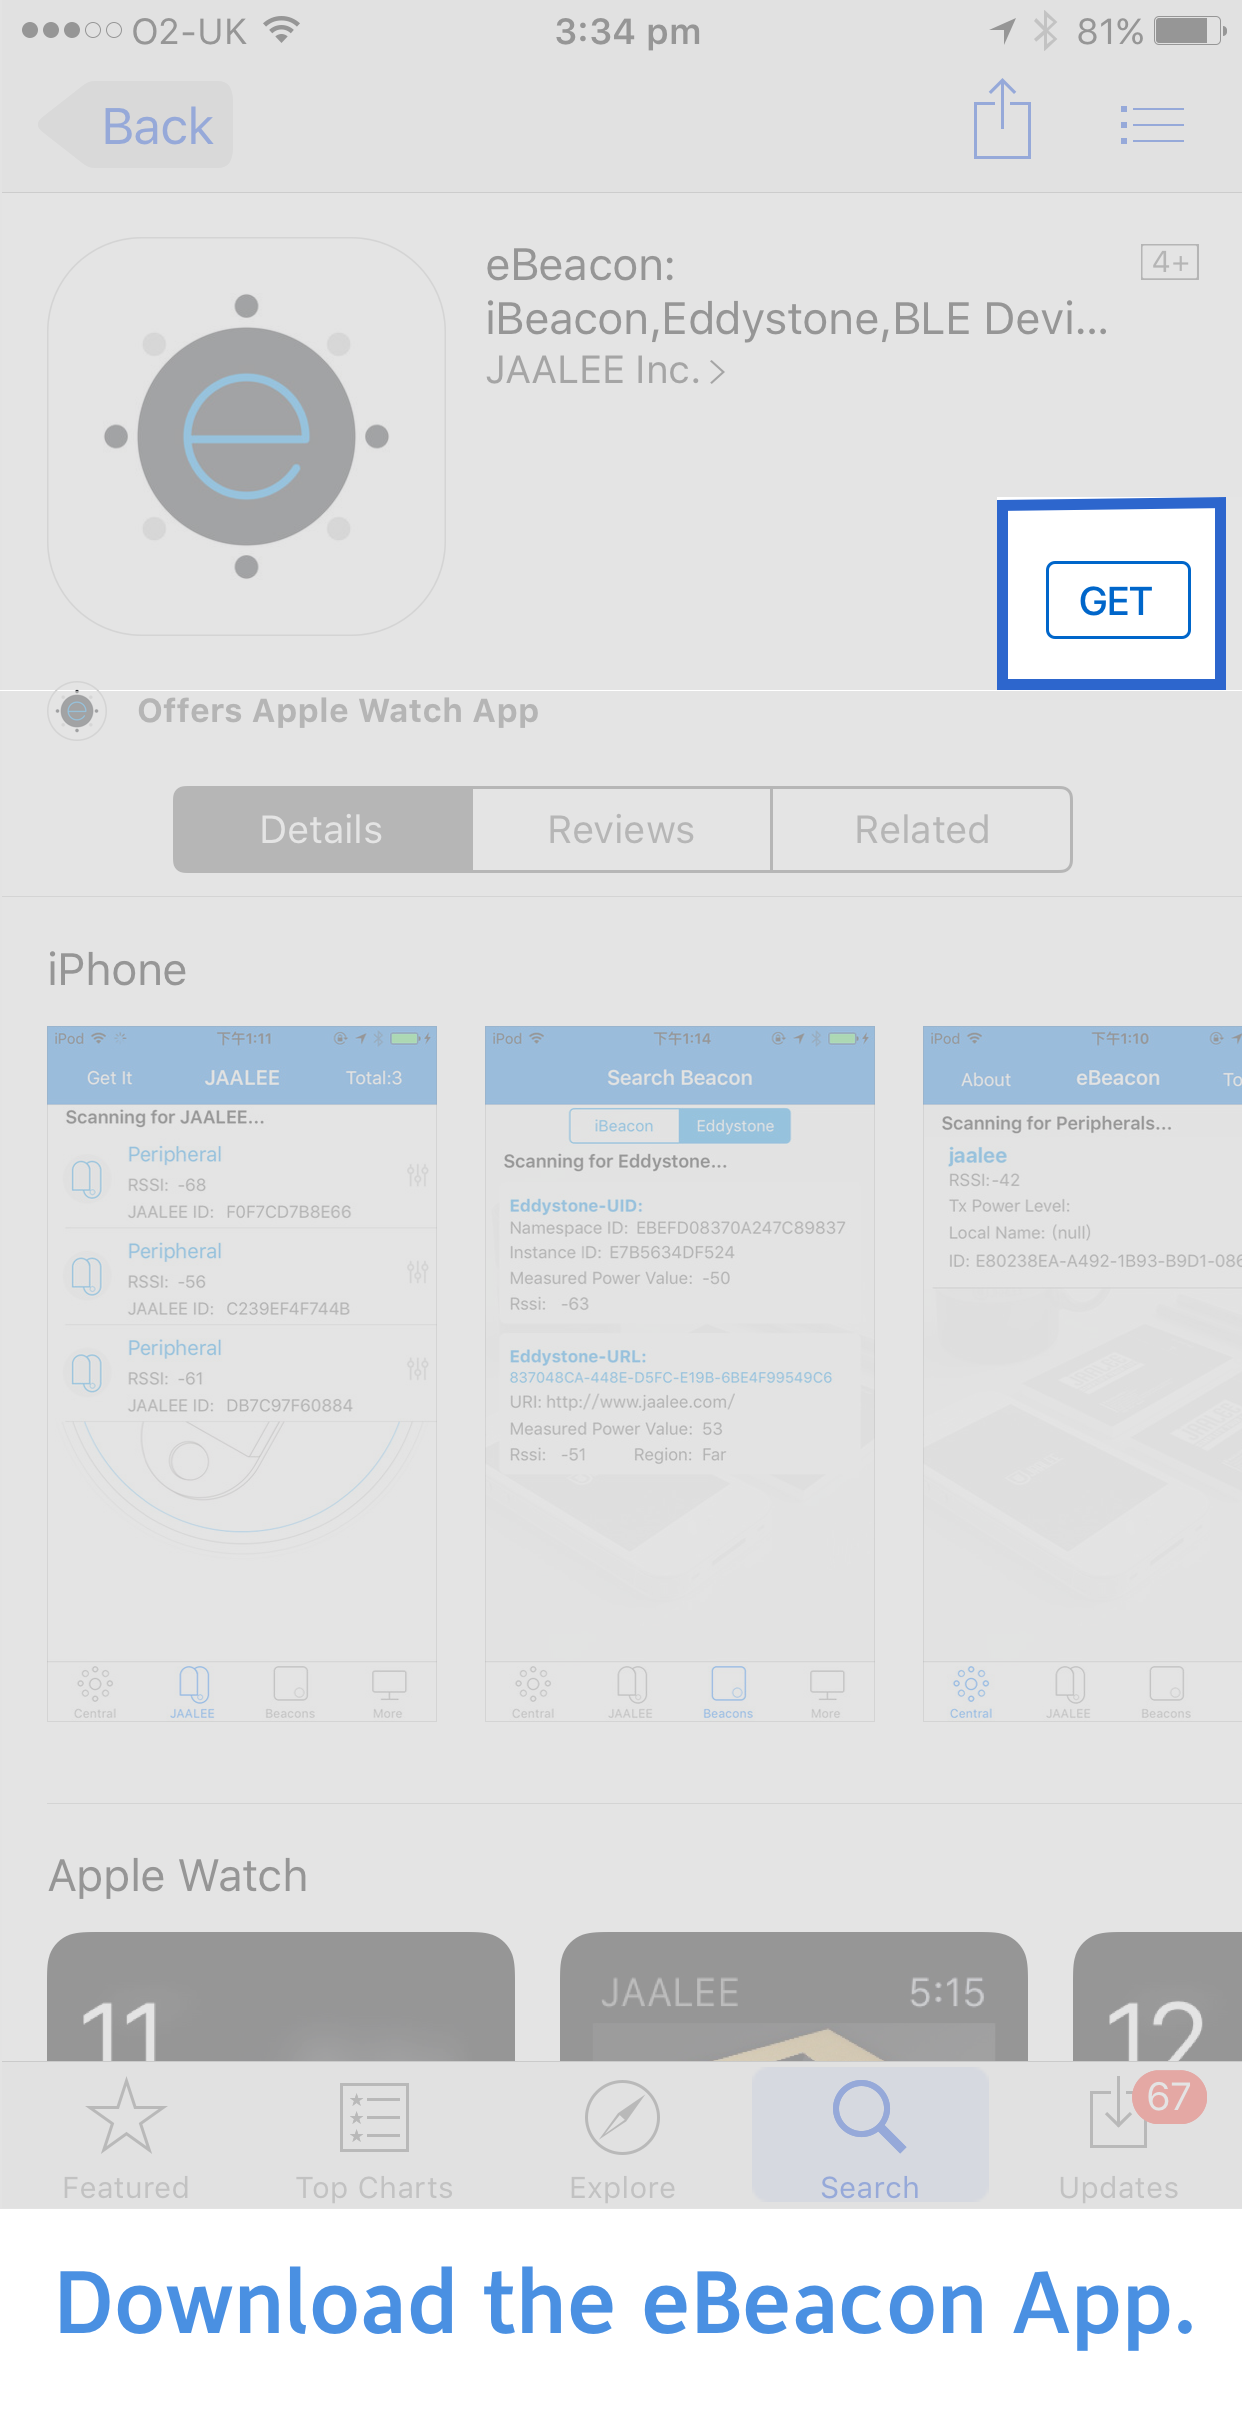 O2-UK 3:34 pm 81%
Back
eBeacon:
iBeacon,Eddystone,BLE Devi...
4+
JAALEE Inc.
GET
Offers Apple Watch App
Details Reviews Related
iPhone
iPod 下午1:11
Get It JAALEE Total:3
Scanning for JAALEE...
Peripheral
RSSI: -68
JAALEE ID: F0F7CD7B8E66
Peripheral
RSSI: -56
JAALEE ID: C239EF4F744B
Peripheral
RSSI: -61
JAALEE ID: DB7C97F60884
Central JAALEE Beacons More
iPod 下午1:14
Search Beacon
iBeacon Eddystone
Scanning for Eddystone...
Eddystone-UID:
Namespace ID: EBEFD08370A247C89837
Instance ID: E7B5634DF524
Measured Power Value: -50
Rssi: -63
Eddystone-URL:
837048CA-448E-D5FC-E19B-6BE4F99549C6
URI: http://www.jaalee.com/
Measured Power Value: 53
Rssi: -51 Region: Far
Central JAALEE Beacons More
iPod 下午1:10
About eBeacon To
Scanning for Peripherals...
jaalee
RSSI:-42
Tx Power Level:
Local Name: (null)
ID: E80238EA-A492-1B93-B9D1-086
Central JAALEE Beacons
Apple Watch
11
JAALEE 5:15
12
67
Featured Top Charts Explore Search Updates
Download the eBeacon App.